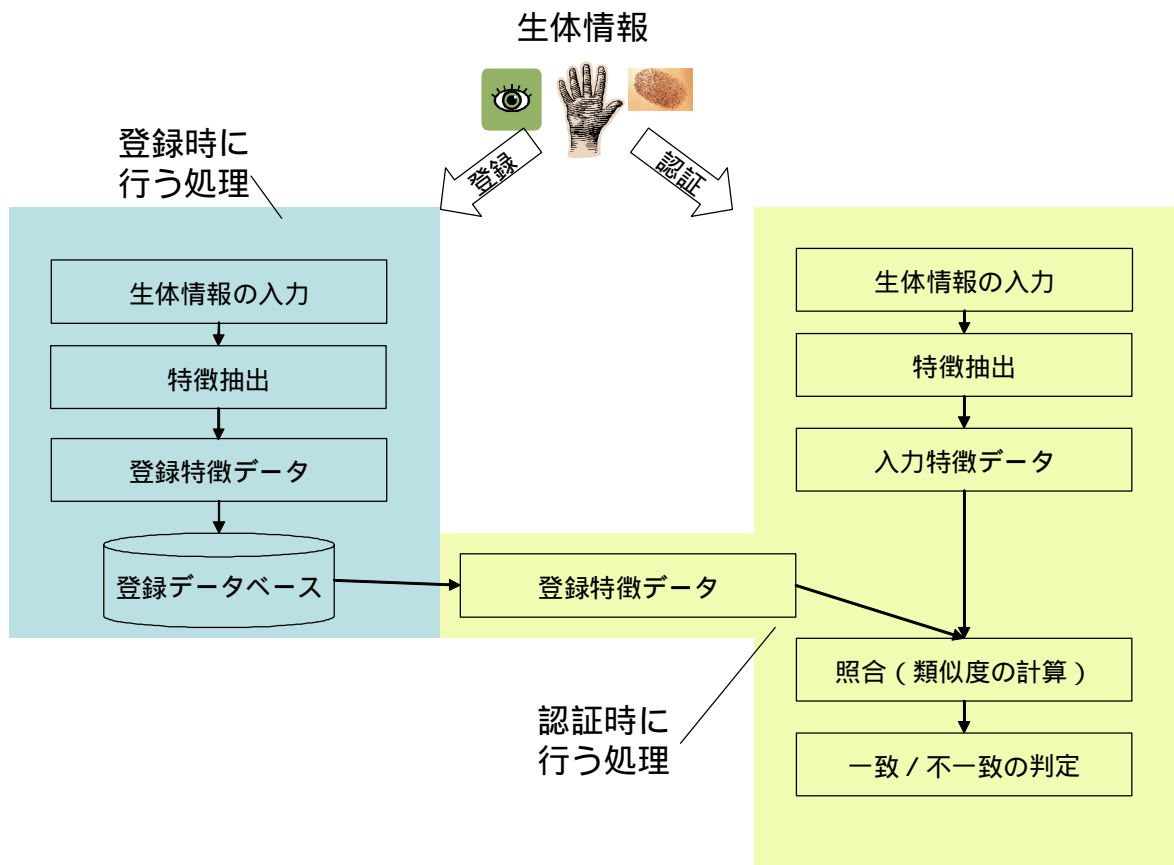 生体情報
登録
認証
登録時に
行う処理
生体情報の入力
特徴抽出
登録特徴データ
登録データベース
生体情報の入力
特徴抽出
入力特徴データ
登録特徴データ
照合（類似度の計算）
一致／不一致の判定
認証時に
行う処理